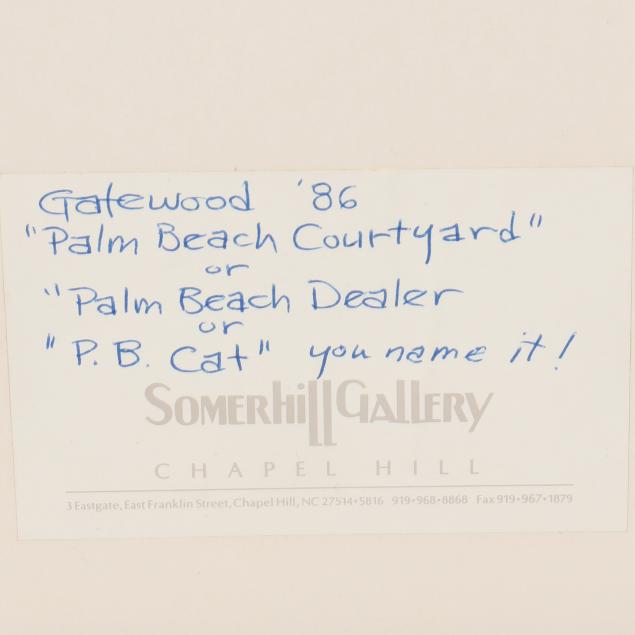 Gatewood '86
"Palm Beach Courtyard"
or
"Palm Beach Dealer
or
"P.B. Cat" you name it!
SOMERhill GALLERY
CHAPEL HILL
3 Eastgate, East Franklin Street, Chapel Hill, NC 27514•5816 919•968•8868 Fax 919•967•1879